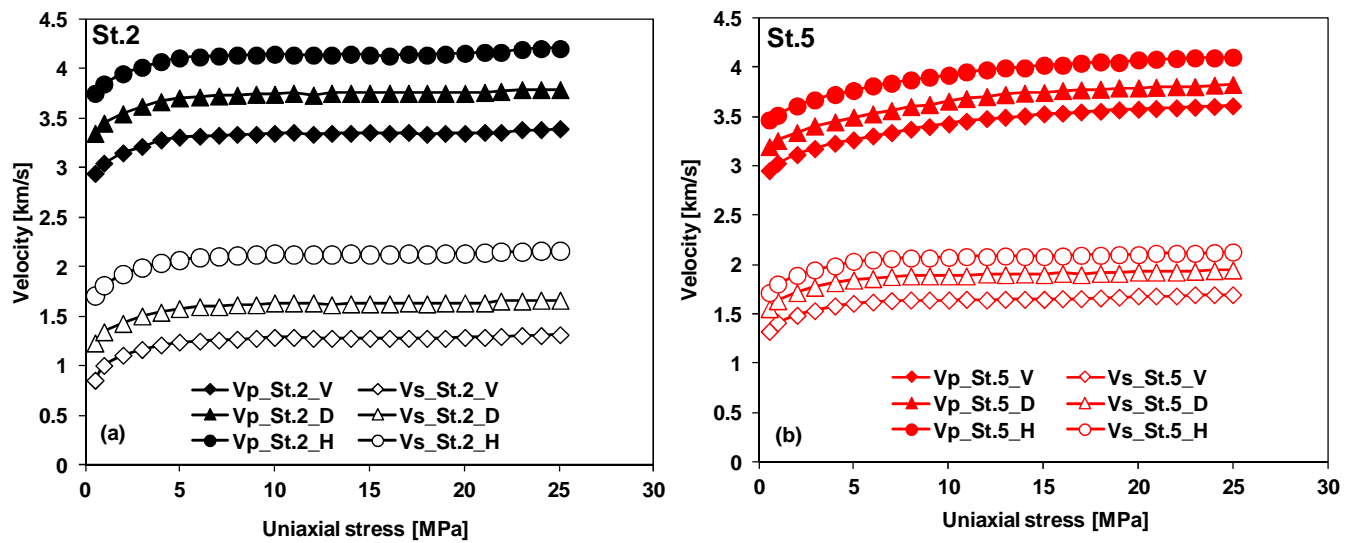 St.2
4.5
4
3.5
3
2.5
2
1.5
1
0.5
0
Velocity [km/s]
Vp_St.2_V Vs_St.2_V
Vp_St.2_D Vs_St.2_D
Vp_St.2_H Vs_St.2_H
(a)
0 5 10 15 20 25 30
Uniaxial stress [MPa]
St.5
4.5
4
3.5
3
2.5
2
1.5
1
0.5
0
Velocity [km/s]
Vp_St.5_V Vs_St.5_V
Vp_St.5_D Vs_St.5_D
Vp_St.5_H Vs_St.5_H
(b)
0 5 10 15 20 25 30
Uniaxial stress [MPa]